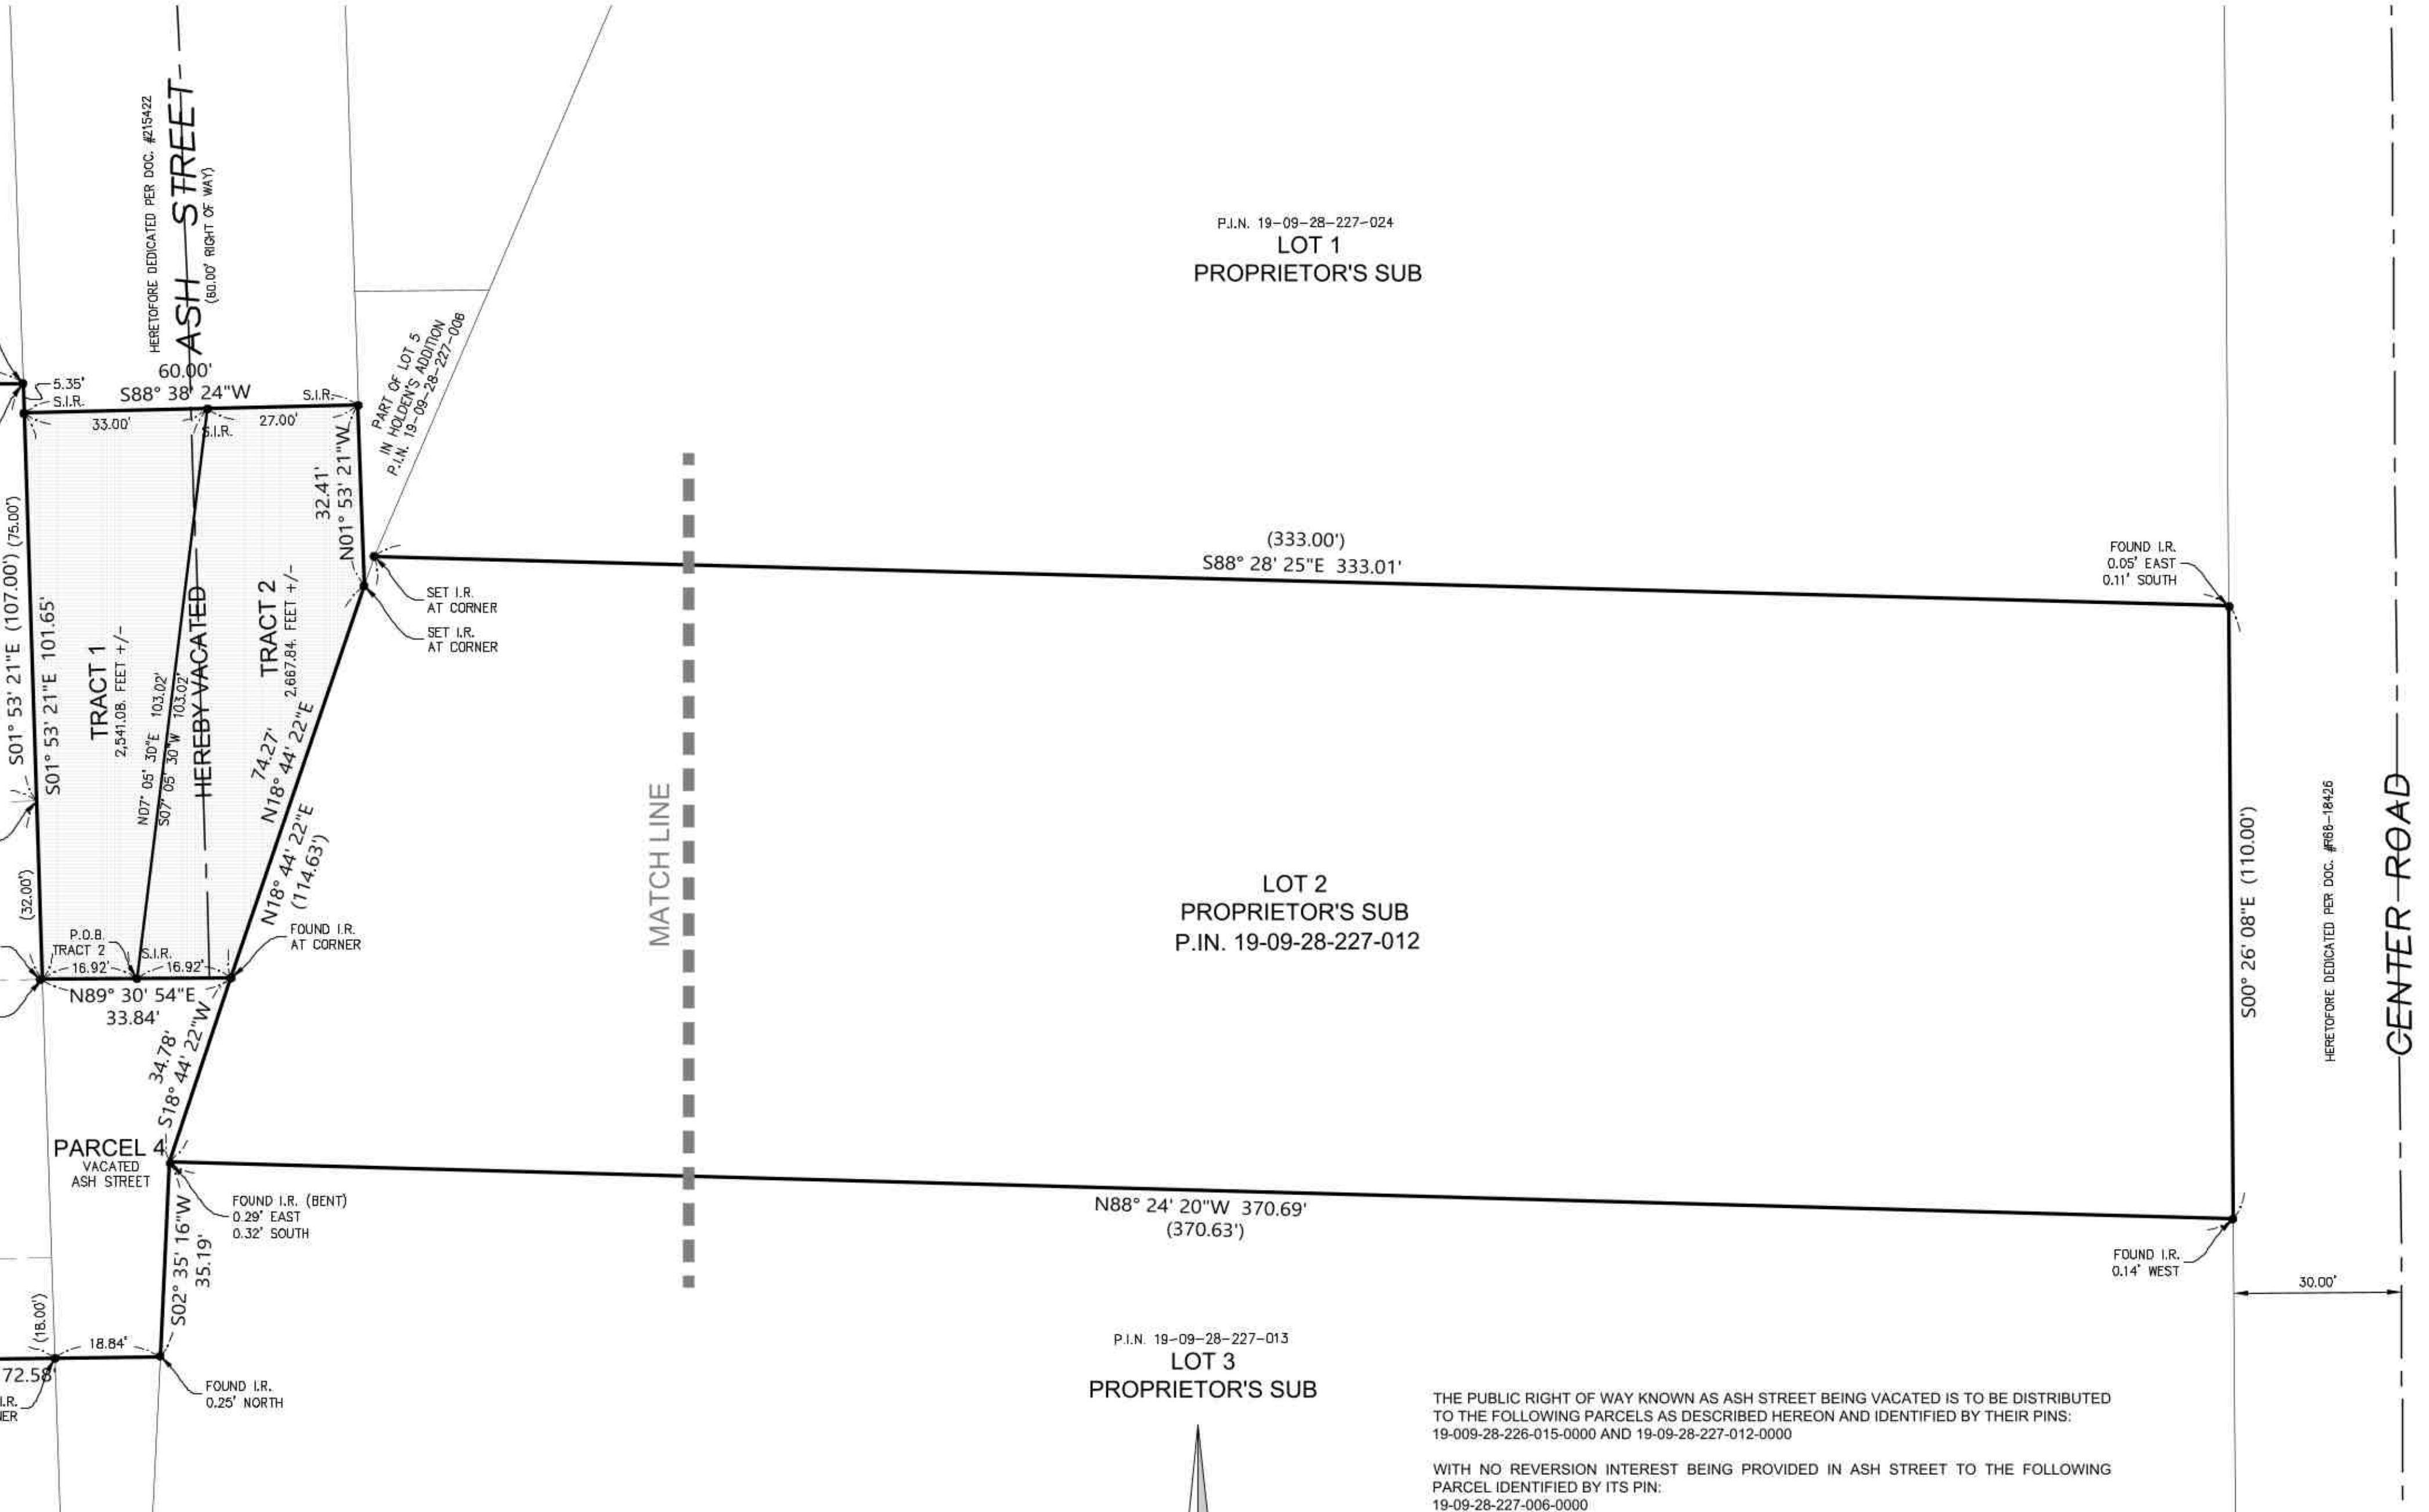 HERETOFORE DEDICATED PER DOC. #215422
ASH STREET
(60.00' RIGHT OF WAY)
P.I.N. 19-09-28-227-024
LOT 1
PROPRIETOR'S SUB
PART OF LOT 5
IN HOLDEN'S ADDITION
P.I.N. 19-09-28-227-006
60.00'
S88° 38' 24"W
5.35'
S.I.R.
33.00'
S.I.R.
27.00'
S.I.R.
32.41'
N01° 53' 21"W
S01° 53' 21"E (107.00') (75.00')
S01° 53' 21"E 101.65'
(32.00')
TRACT 1
2,541.08. FEET +/-
N07° 05' 30"E 103.02'
S07° 05' 30"W 103.02'
HEREBY VACATED
TRACT 2
2,667.84. FEET +/-
74.27'
N18° 44' 22"E
N18° 44' 22"E
(114.63')
SET I.R.
AT CORNER
SET I.R.
AT CORNER
(333.00')
S88° 28' 25"E 333.01'
FOUND I.R.
0.05' EAST
0.11' SOUTH
MATCH LINE
LOT 2
PROPRIETOR'S SUB
P.IN. 19-09-28-227-012
S00° 26' 08"E (110.00')
HERETOFORE DEDICATED PER DOC. #R68-18426
CENTER ROAD
FOUND I.R.
AT CORNER
P.O.B.
TRACT 2
S.I.R.
16.92'
16.92'
N89° 30' 54"E
33.84'
34.78'
S18° 44' 22"W
PARCEL 4
VACATED
ASH STREET
FOUND I.R. (BENT)
0.29' EAST
0.32' SOUTH
S02° 35' 16"W
35.19'
N88° 24' 20"W 370.69'
(370.63')
FOUND I.R.
0.14' WEST
30.00'
(18.00')
18.84'
72.58'
I.R.
FOUND I.R.
0.25' NORTH
P.I.N. 19-09-28-227-013
LOT 3
PROPRIETOR'S SUB
THE PUBLIC RIGHT OF WAY KNOWN AS ASH STREET BEING VACATED IS TO BE DISTRIBUTED
TO THE FOLLOWING PARCELS AS DESCRIBED HEREON AND IDENTIFIED BY THEIR PINS:
19-009-28-226-015-0000 AND 19-09-28-227-012-0000
WITH NO REVERSION INTEREST BEING PROVIDED IN ASH STREET TO THE FOLLOWING
PARCEL IDENTIFIED BY ITS PIN:
19-09-28-227-006-0000